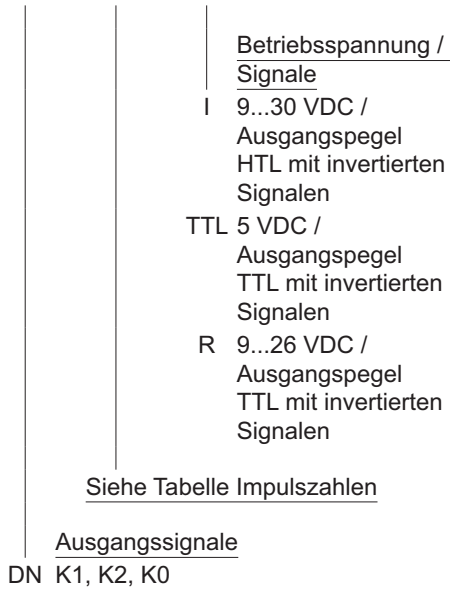 Betriebsspannung /
Signale
I 9...30 VDC /
Ausgangspegel
HTL mit invertierten
Signalen
TTL 5 VDC /
Ausgangspegel
TTL mit invertierten
Signalen
R 9...26 VDC /
Ausgangspegel
TTL mit invertierten
Signalen
Siehe Tabelle Impulszahlen
Ausgangssignale
DN K1, K2, K0